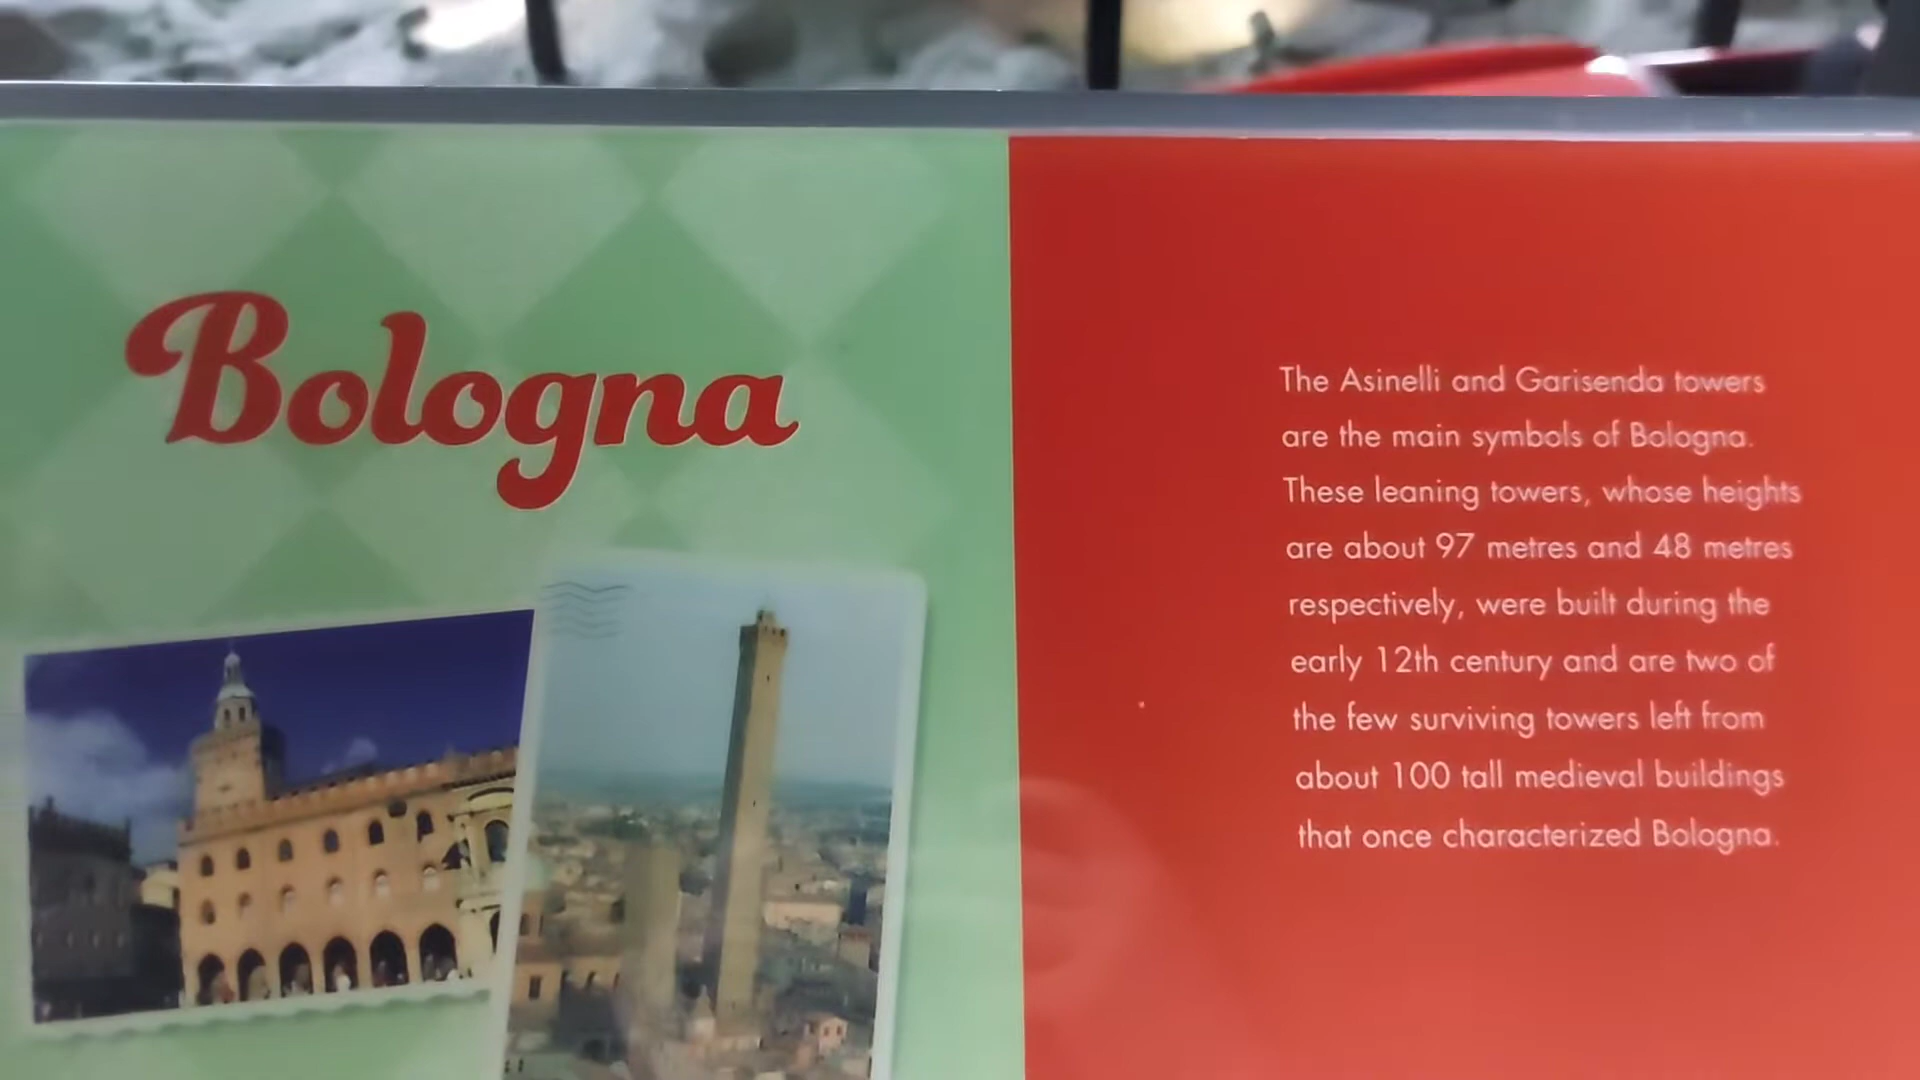 Bologna
The Asinelli and Garisenda towers
are the main symbols of Bologna.
These leaning towers, whose heights
are about 97 metres and 48 metres
respectively, were built during the
early 12th century and are two of
the few surviving towers left from
about 100 tall medieval buildings
that once characterized Bologna.